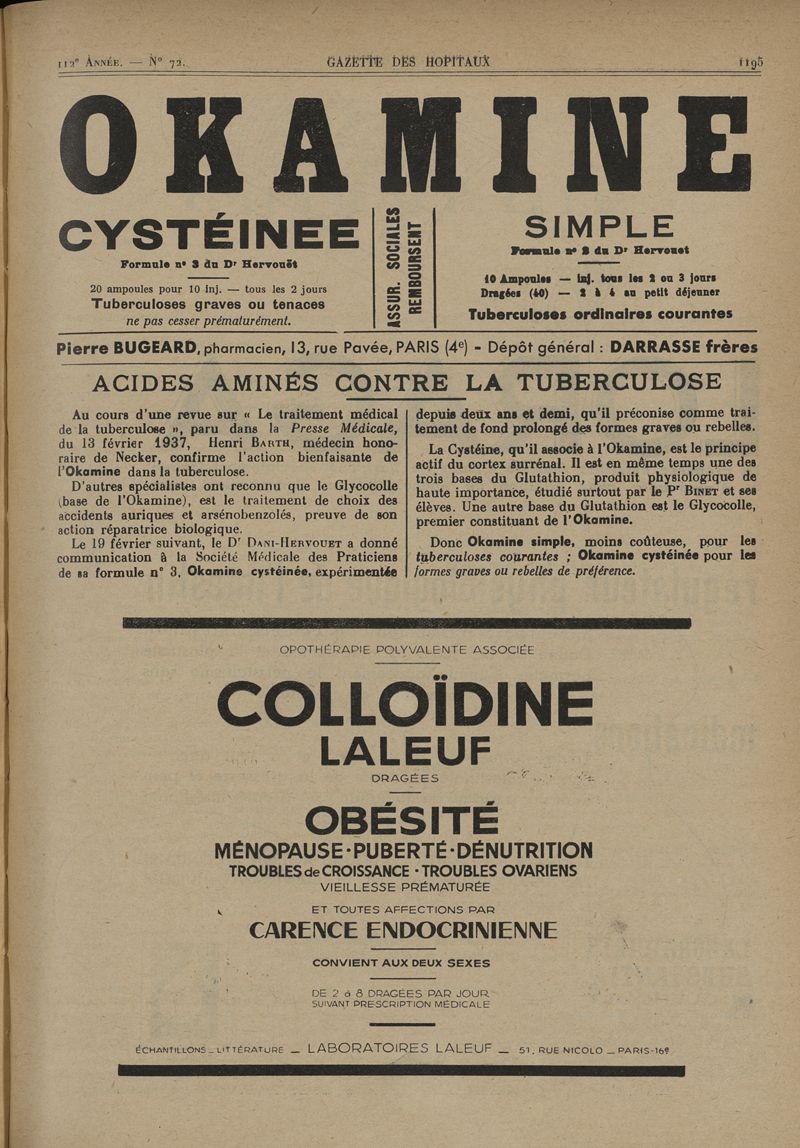 112e ANNÉE. — N° 72.
GAZETTE DES HOPITAUX
1195
OKAMINE
CYSTÉINEE
Formule n° 3 du Dr Hervouët
20 ampoules pour 10 inj. — tous les 2 jours
Tuberculoses graves ou tenaces
ne pas cesser prématurément.
ASSUR. SOCIALES
REMBOURSENT
SIMPLE
Formule n° 2 du Dr Hervouet
10 Ampoules — inj. tous les 2 ou 3 jours
Dragées (40) — 2 à 4 au petit déjeuner
Tuberculoses ordinaires courantes
Pierre BUGEARD, pharmacien, 13, rue Pavée, PARIS (4e) - Dépôt général : DARRASSE frères
ACIDES AMINÉS CONTRE LA TUBERCULOSE
Au cours d'une revue sur « Le traitement médical
de la tuberculose », paru dans la Presse Médicale,
du 13 février 1937, Henri BARTH, médecin hono-
raire de Necker, confirme l'action bienfaisante de
l'Okamine dans la tuberculose.
D'autres spécialistes ont reconnu que le Glycocolle
(base de l'Okamine), est le traitement de choix des
accidents auriques et arsénobenzolés, preuve de son
action réparatrice biologique.
Le 19 février suivant, le Dr DANI-HERVOUET a donné
communication à la Société Médicale des Praticiens
de sa formule n° 3, Okamine cystéinée, expérimentée
depuis deux ans et demi, qu'il préconise comme trai-
tement de fond prolongé des formes graves ou rebelles.
La Cystéine, qu'il associe à l'Okamine, est le principe
actif du cortex surrénal. Il est en même temps une des
trois bases du Glutathion, produit physiologique de
haute importance, étudié surtout par le Pr BINET et ses
élèves. Une autre base du Glutathion est le Glycocolle,
premier constituant de l'Okamine.
Donc Okamine simple, moins coûteuse, pour les
tuberculoses courantes ; Okamine cystéinée pour les
formes graves ou rebelles de préférence.
OPOTHÉRAPIE POLYVALENTE ASSOCIÉE
COLLOÏDINE
LALEUF
DRAGÉES
OBÉSITÉ
MÉNOPAUSE·PUBERTÉ·DÉNUTRITION
TROUBLES de CROISSANCE · TROUBLES OVARIENS
VIEILLESSE PRÉMATURÉE
ET TOUTES AFFECTIONS PAR
CARENCE ENDOCRINIENNE
CONVIENT AUX DEUX SEXES
DE 2 à 8 DRAGÉES PAR JOUR
SUIVANT PRESCRIPTION MÉDICALE
ÉCHANTILLONS _ LITTÉRATURE _ LABORATOIRES LALEUF _ 51, RUE NICOLO _ PARIS-16e